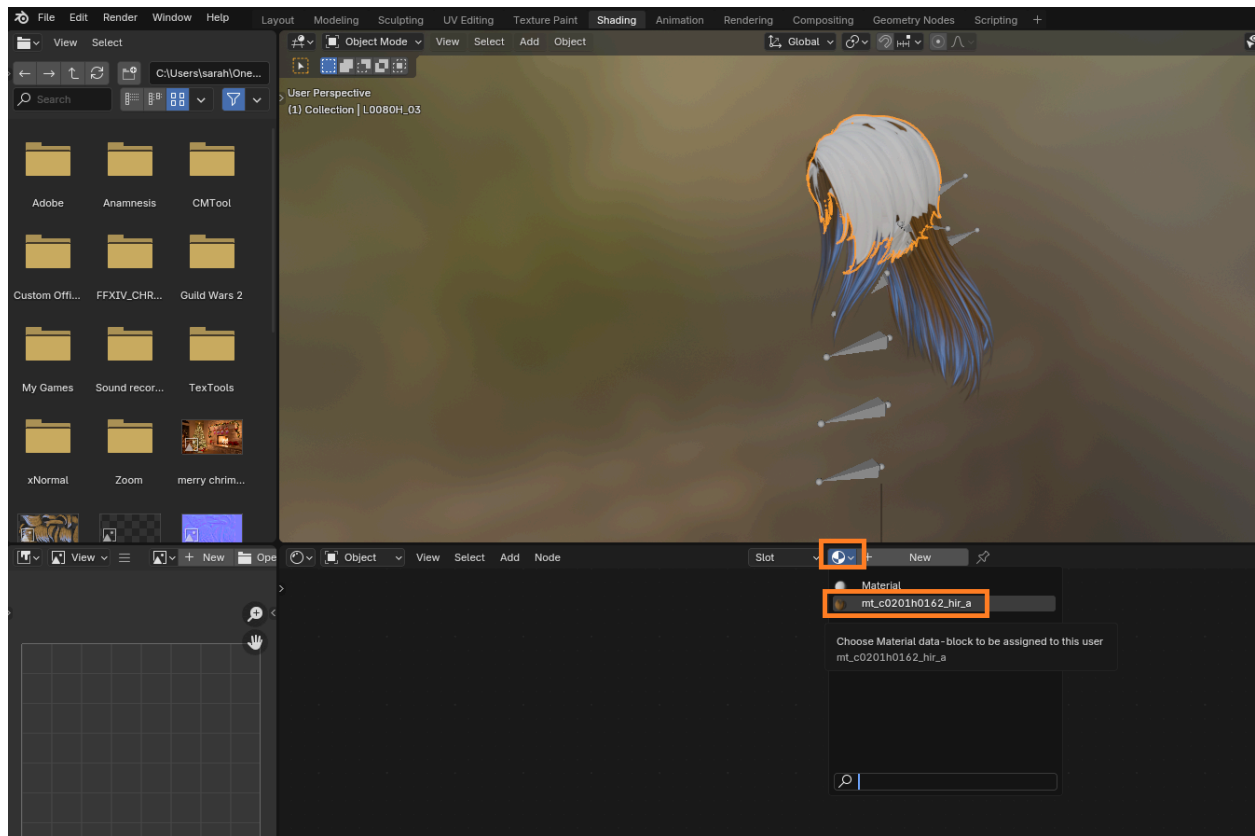 File Edit Render Window Help Layout Modeling Sculpting UV Editing Texture Paint Shading Animation Rendering Compositing Geometry Nodes Scripting +
View Select
Object Mode View Select Add Object Global
C:\Users\sarah\One...
Search
User Perspective
(1) Collection | L0080H_03
Adobe Anamnesis CMTool
Custom Offi... FFXIV_CHR... Guild Wars 2
My Games Sound recor... TexTools
xNormal Zoom merry chrim...
View + New Ope Object View Select Add Node Slot + New
Material
mt_c0201h0162_hir_a
Choose Material data-block to be assigned to this user
mt_c0201h0162_hir_a